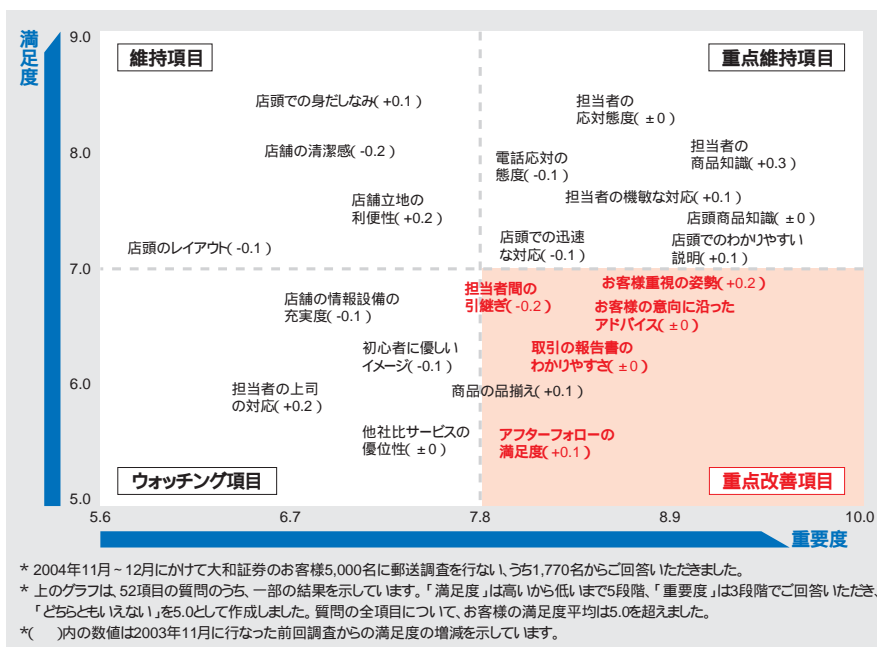 満足度
9.0
維持項目
重点維持項目
店頭での身だしなみ(+0.1)
担当者の
応対態度(±0)
8.0
店舗の清潔感(-0.2)
電話応対の
態度(-0.1)
担当者の
商品知識(+0.3)
店舗立地の
利便性(+0.2)
担当者の機敏な対応(+0.1)
店頭商品知識(±0)
店頭のレイアウト(-0.1)
店頭での迅速
な対応(-0.1)
店頭でのわかりやすい
説明(+0.1)
7.0
店舗の情報設備の
充実度(-0.1)
担当者間の
引継ぎ(-0.2)
お客様重視の姿勢(+0.2)
お客様の意向に沿った
アドバイス(±0)
初心者に優しい
イメージ(-0.1)
取引の報告書の
わかりやすさ(±0)
6.0
担当者の上司
の対応(+0.2)
商品の品揃え(+0.1)
他社比サービスの
優位性(±0)
アフターフォローの
満足度(+0.1)
ウォッチング項目
重点改善項目
5.0
5.6
6.7
7.8
8.9
10.0
重要度
* 2004年11月~12月にかけて大和証券のお客様5,000名に郵送調査を行ない、うち1,770名からご回答いただきました。
* 上のグラフは、52項目の質問のうち、一部の結果を示しています。「満足度」は高いから低いまで5段階、「重要度」は3段階でご回答いただき、
「どちらともいえない」を5.0として作成しました。質問の全項目について、お客様の満足度平均は5.0を超えました。
*(　)内の数値は2003年11月に行なった前回調査からの満足度の増減を示しています。